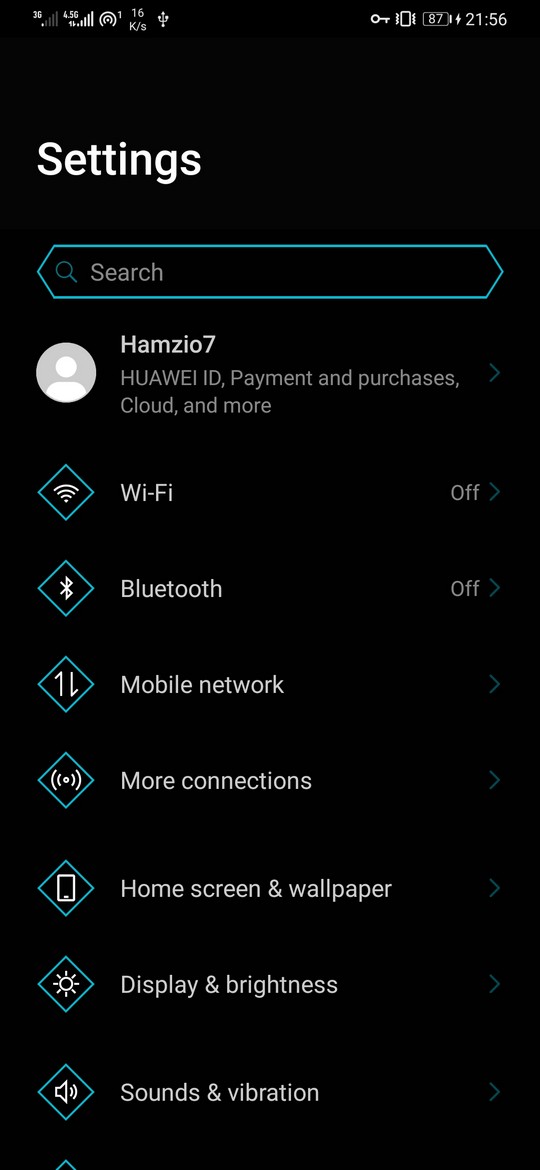 3G 4.5G 1 16 K/s 87 21:56
Settings
Search
Hamzio7
HUAWEI ID, Payment and purchases,
Cloud, and more
Wi-Fi Off
Bluetooth Off
Mobile network
More connections
Home screen & wallpaper
Display & brightness
Sounds & vibration